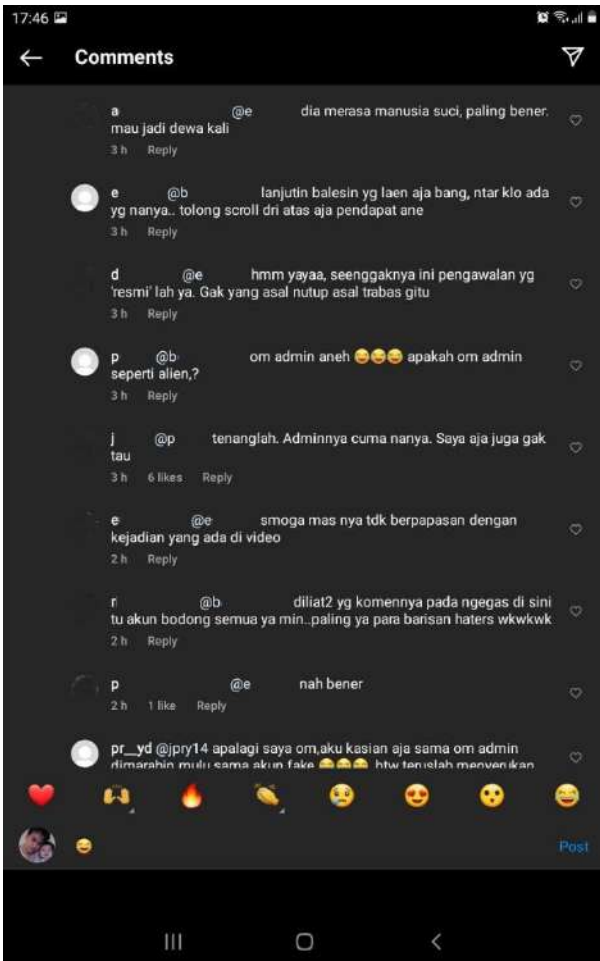 17:46
Comments
a @e dia merasa manusia suci, paling bener.
mau jadi dewa kali
3 h Reply
e @b lanjutin balesin yg laen aja bang, ntar klo ada
yg nanya.. tolong scroll dri atas aja pendapat ane
3 h Reply
d @e hmm yayaa, seenggaknya ini pengawalan yg
'resmi' lah ya. Gak yang asal nutup asal trabas gitu
3 h Reply
p @b om admin aneh 😂😂😂 apakah om admin
seperti alien,?
3 h Reply
j @p tenanglah. Adminnya cuma nanya. Saya aja juga gak
tau
3 h 6 likes Reply
e @e smoga mas nya tdk berpapasan dengan
kejadian yang ada di video
2 h Reply
r @b diliat2 yg komennya pada ngegas di sini
tu akun bodong semua ya min..paling ya para barisan haters wkwkwk
2 h Reply
p @e nah bener
2 h 1 like Reply
pr__yd @jpry14 apalagi saya om,aku kasian aja sama om admin
dimarahin mulu sama akun fake 😂😂😂 btw teruslah menyerukan
😂 Post